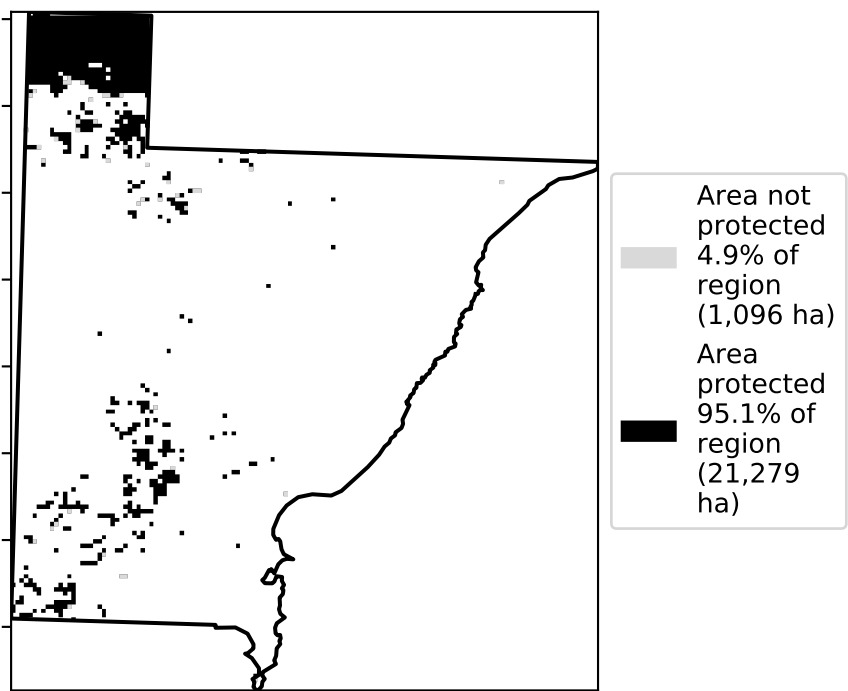 Area not
protected
4.9% of
region
(1,096 ha)
Area
protected
95.1% of
region
(21,279
ha)